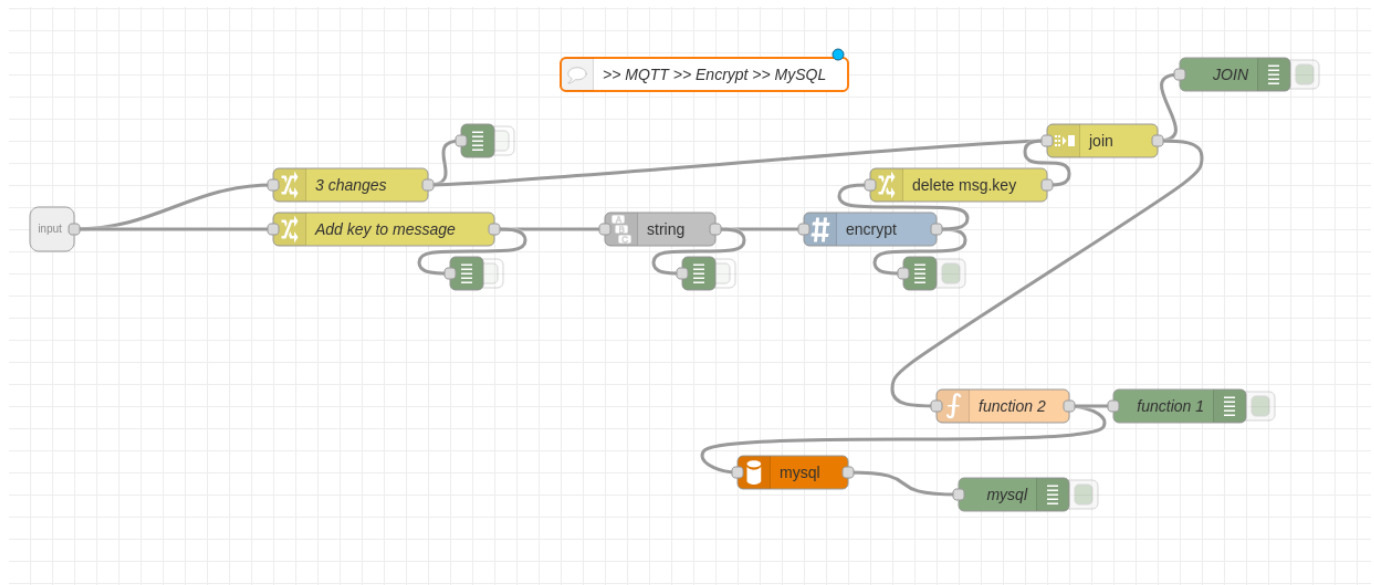 >> MQTT >> Encrypt >> MySQL
JOIN
join
3 changes
delete msg.key
input
Add key to message
string
encrypt
function 2
function 1
mysql
mysql